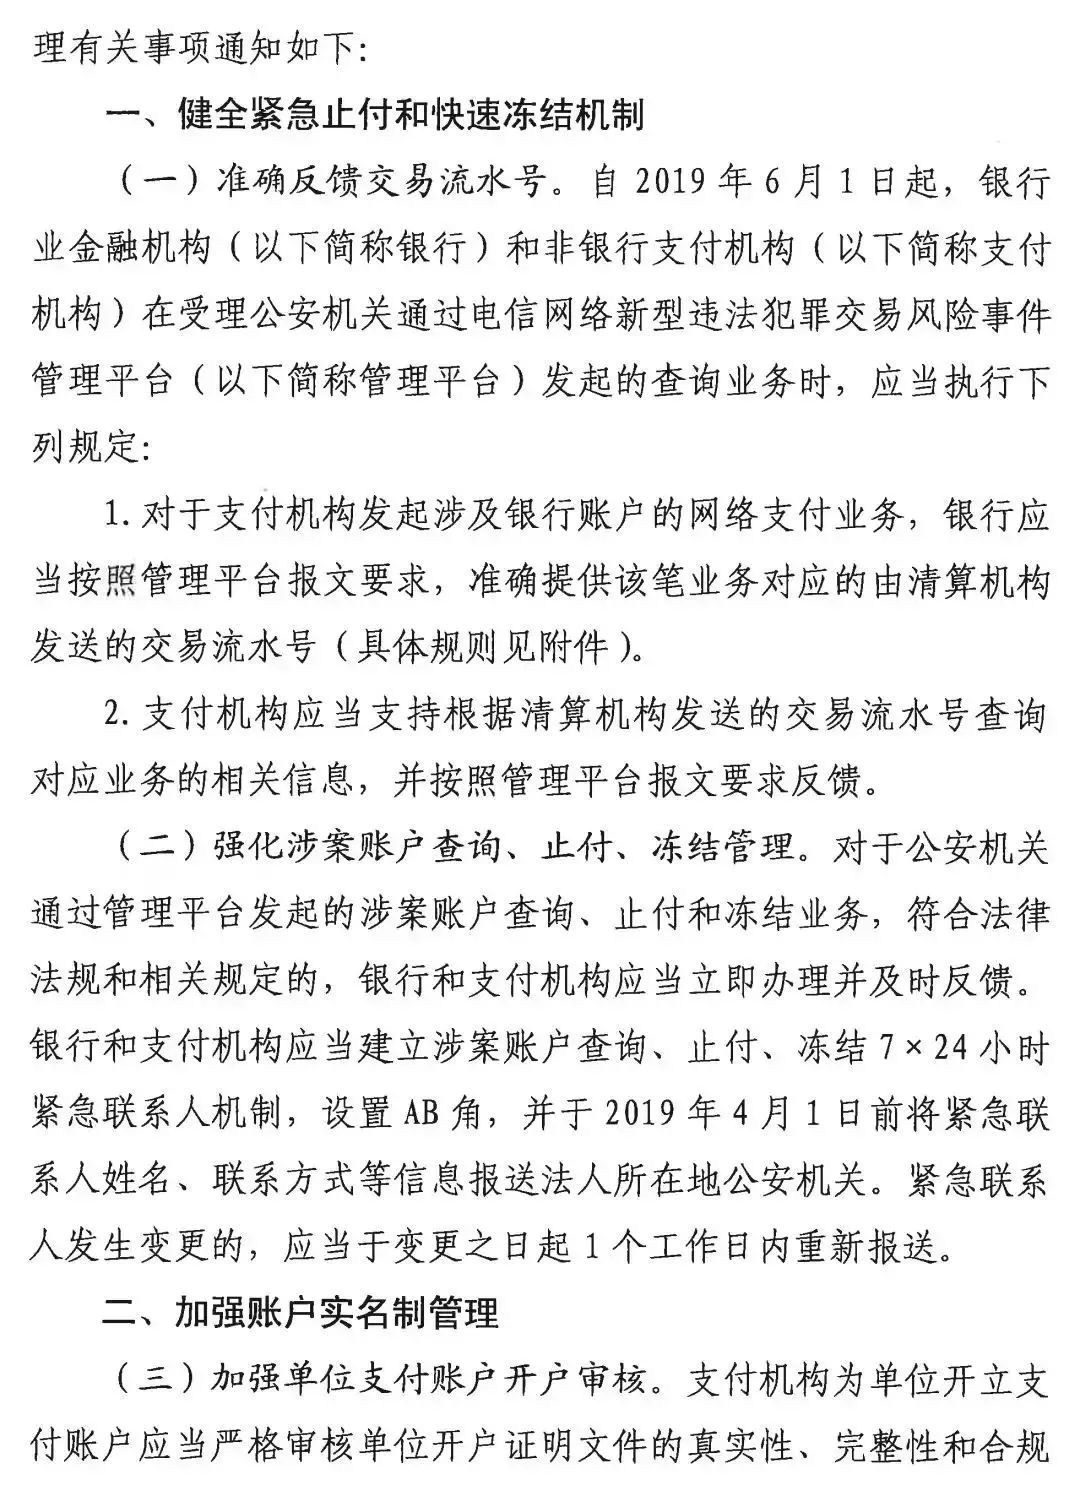 理有关事项通知如下：
一、健全紧急止付和快速冻结机制
（一）准确反馈交易流水号。自 2019 年 6 月 1 日起，银行
业金融机构（以下简称银行）和非银行支付机构（以下简称支付
机构）在受理公安机关通过电信网络新型违法犯罪交易风险事件
管理平台（以下简称管理平台）发起的查询业务时，应当执行下
列规定：
1. 对于支付机构发起涉及银行账户的网络支付业务，银行应
当按照管理平台报文要求，准确提供该笔业务对应的由清算机构
发送的交易流水号（具体规则见附件）。
2. 支付机构应当支持根据清算机构发送的交易流水号查询
对应业务的相关信息，并按照管理平台报文要求反馈。
（二）强化涉案账户查询、止付、冻结管理。对于公安机关
通过管理平台发起的涉案账户查询、止付和冻结业务，符合法律
法规和相关规定的，银行和支付机构应当立即办理并及时反馈。
银行和支付机构应当建立涉案账户查询、止付、冻结 7×24 小时
紧急联系人机制，设置 AB 角，并于 2019 年 4 月 1 日前将紧急联
系人姓名、联系方式等信息报送法人所在地公安机关。紧急联系
人发生变更的，应当于变更之日起 1 个工作日内重新报送。
二、加强账户实名制管理
（三）加强单位支付账户开户审核。支付机构为单位开立支
付账户应当严格审核单位开户证明文件的真实性、完整性和合规